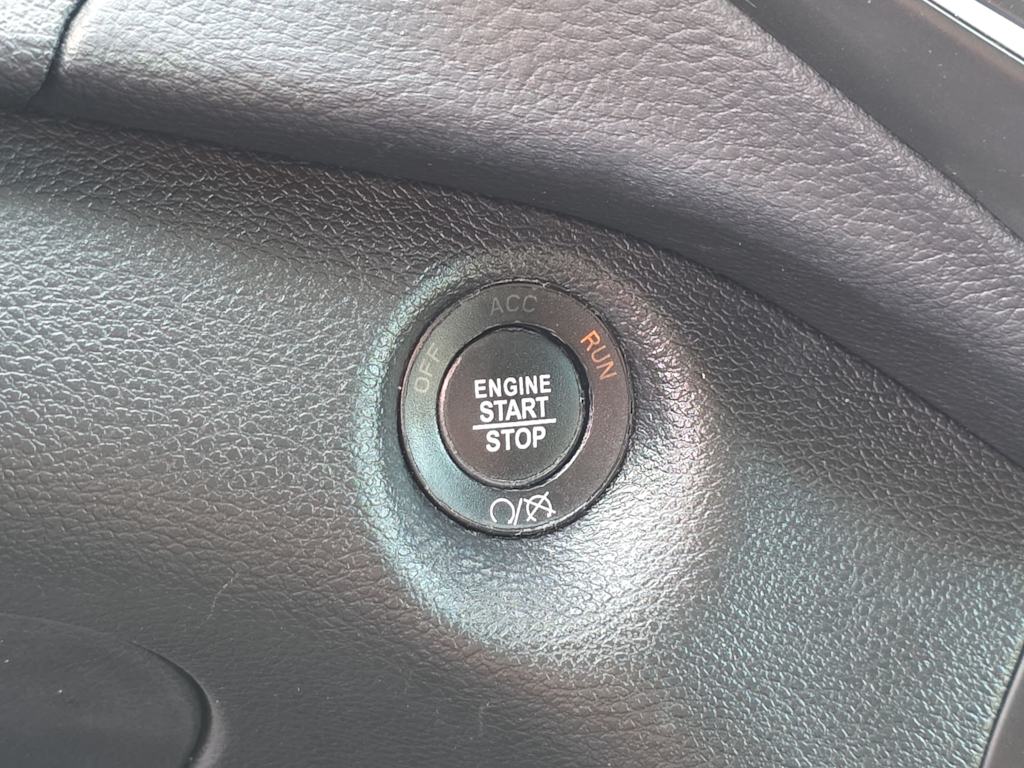 ACC
OFF
RUN
ENGINE
START
STOP